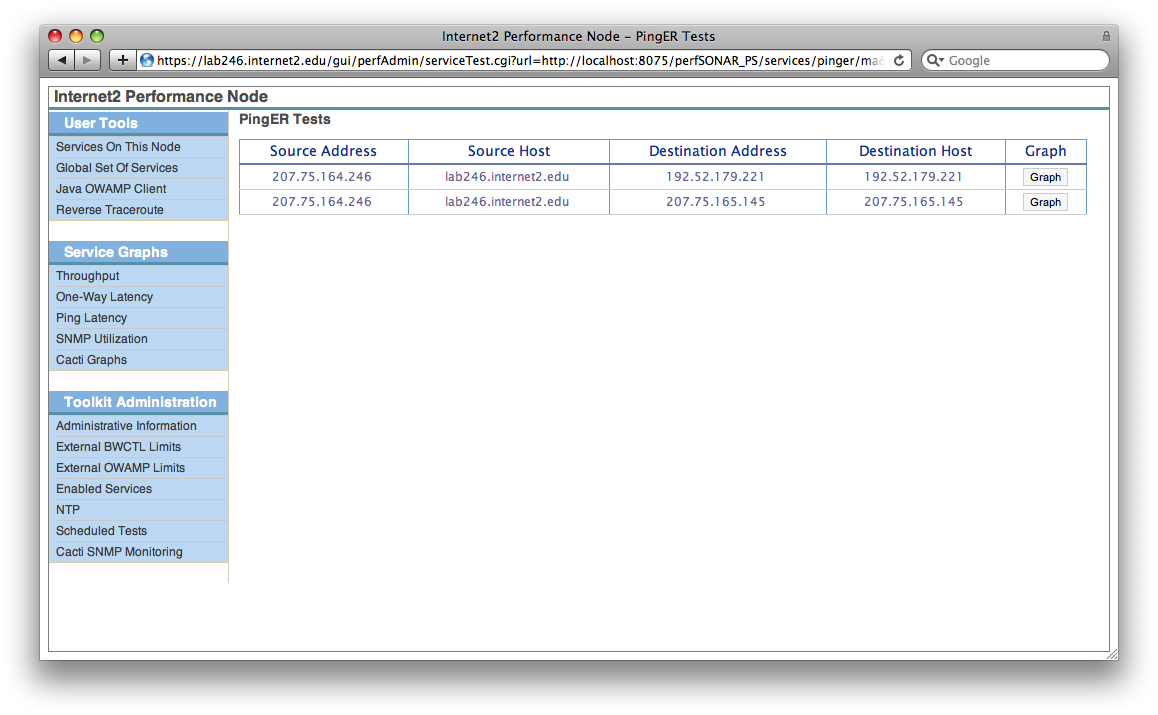 Internet2 Performance Node – PingER Tests
https://lab246.internet2.edu/gui/perfAdmin/serviceTest.cgi?url=http://localhost:8075/perfSONAR_PS/services/pinger/ma&
Google
Internet2 Performance Node
User Tools
Services On This Node
Global Set Of Services
Java OWAMP Client
Reverse Traceroute
Service Graphs
Throughput
One-Way Latency
Ping Latency
SNMP Utilization
Cacti Graphs
Toolkit Administration
Administrative Information
External BWCTL Limits
External OWAMP Limits
Enabled Services
NTP
Scheduled Tests
Cacti SNMP Monitoring
PingER Tests
Source Address Source Host Destination Address Destination Host Graph
207.75.164.246 lab246.internet2.edu 192.52.179.221 192.52.179.221 Graph
207.75.164.246 lab246.internet2.edu 207.75.165.145 207.75.165.145 Graph